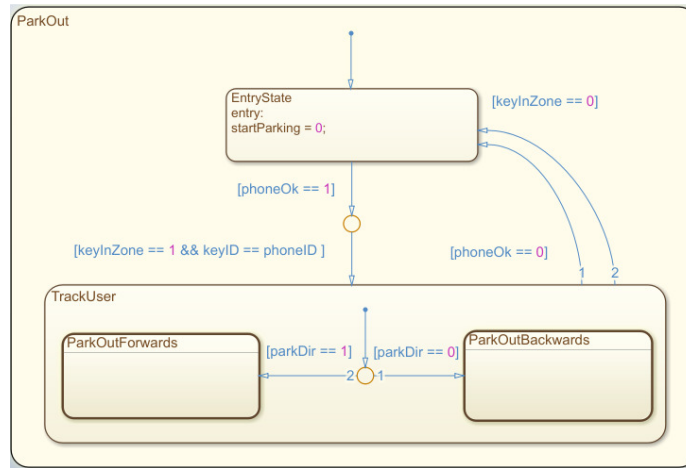 ParkOut
EntryState
entry:
startParking = 0;
[keyInZone == 0]
[phoneOk == 1]
[keyInZone == 1 && keyID == phoneID ]
[phoneOk == 0]
1
2
TrackUser
ParkOutForwards
[parkDir == 1]
[parkDir == 0]
ParkOutBackwards
2
1